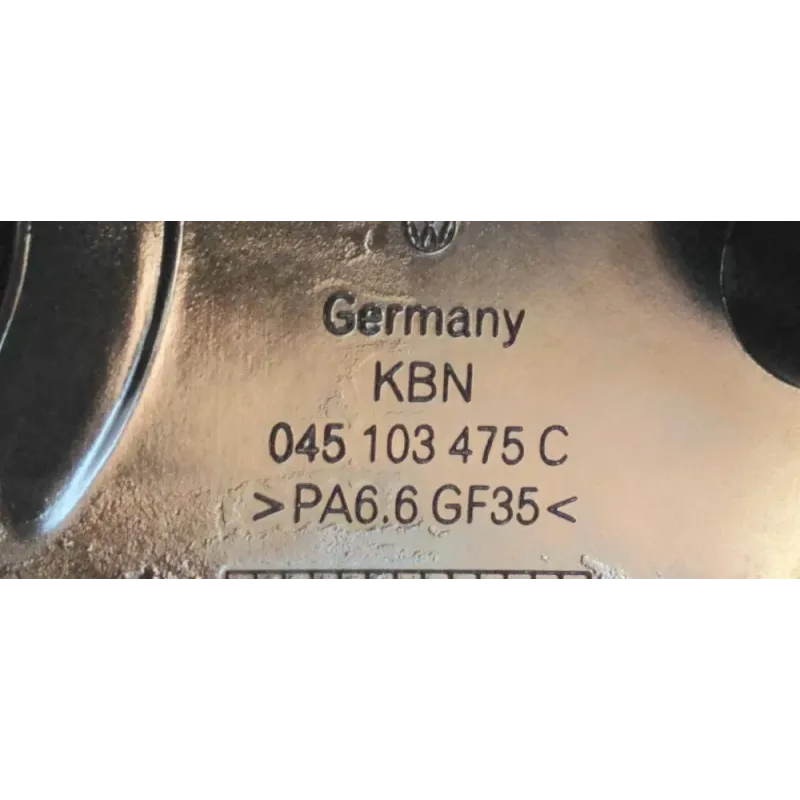 Germany
KBN
045 103 475 C
>PA6.6 GF35<